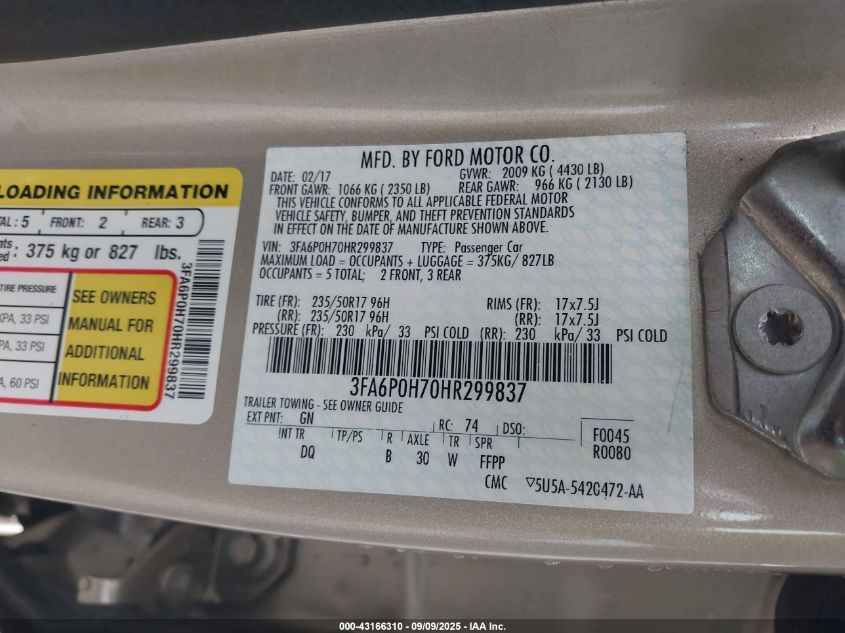 LOADING INFORMATION
TAL : 5 FRONT: 2 REAR: 3
: 375 kg or 827 lbs.
TIRE PRESSURE
KPA, 33 PSI
PA, 33 PSI
A, 60 PSI
SEE OWNERS
MANUAL FOR
ADDITIONAL
INFORMATION
3FA6P0H70HR299837
MFD. BY FORD MOTOR CO.
DATE: 02/17 GVWR: 2009 KG ( 4430 LB)
FRONT GAWR: 1066 KG ( 2350 LB) REAR GAWR: 966 KG ( 2130 LB)
THIS VEHICLE CONFORMS TO ALL APPLICABLE FEDERAL MOTOR
VEHICLE SAFETY, BUMPER, AND THEFT PREVENTION STANDARDS
IN EFFECT ON THE DATE OF MANUFACTURE SHOWN ABOVE.
VIN: 3FA6P0H70HR299837 TYPE: Passenger Car
MAXIMUM LOAD = OCCUPANTS + LUGGAGE = 375KG/ 827LB
OCCUPANTS = 5 TOTAL; 2 FRONT, 3 REAR
TIRE (FR): 235/50R17 96H RIMS (FR): 17x7.5J
(RR): 235/50R17 96H (RR): 17x7.5J
PRESSURE (FR): 230 kPa/ 33 PSI COLD (RR): 230 kPa/ 33 PSI COLD
3FA6P0H70HR299837
TRAILER TOWING - SEE OWNER GUIDE
EXT PNT: GN RC: 74 DSO: F0045
INT TR TP/PS R AXLE TR SPR R0080
DQ B 30 W FFPP
CMC ▽5U5A-5420472-AA
000-43166310 - 09/09/2025 - IAA Inc.